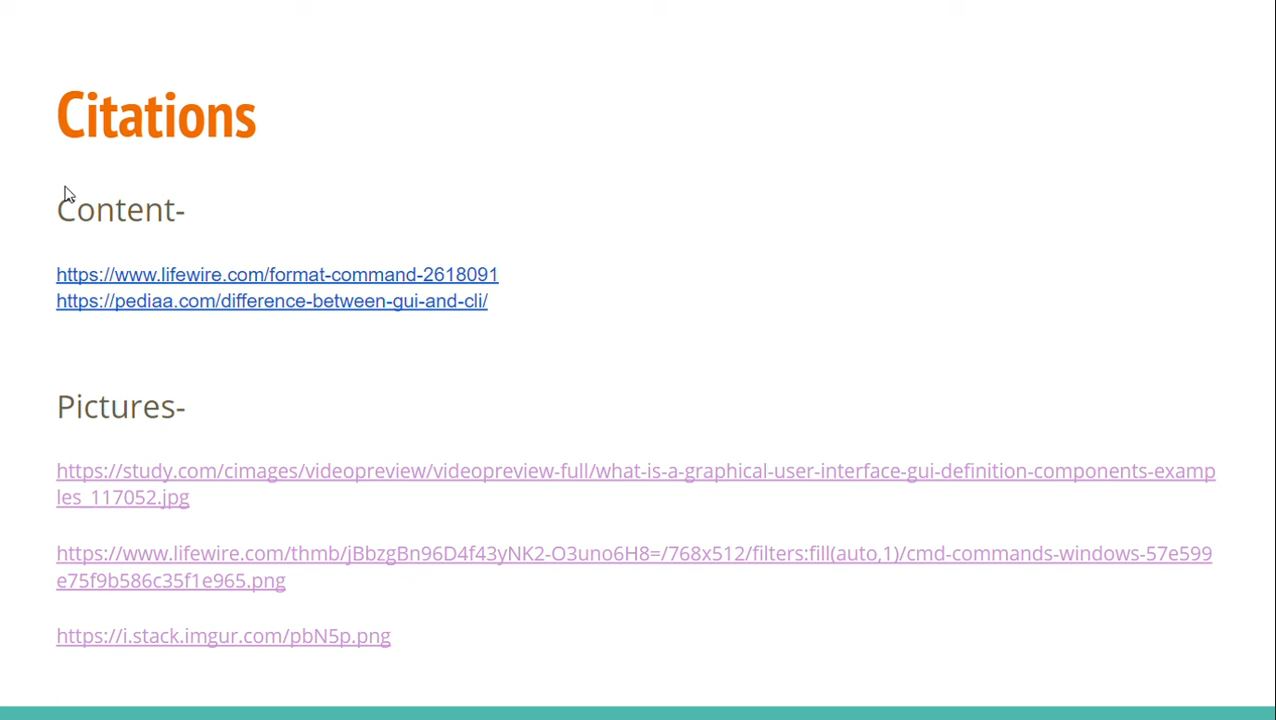 Citations
Content-
https://www.lifewire.com/format-command-2618091
https://pediaa.com/difference-between-gui-and-cli/
Pictures-
https://study.com/cimages/videopreview/videopreview-full/what-is-a-graphical-user-interface-gui-definition-components-examp
les_117052.jpg
https://www.lifewire.com/thmb/jBbzgBn96D4f43yNK2-O3uno6H8=/768x512/filters:fill(auto,1)/cmd-commands-windows-57e599
e75f9b586c35f1e965.png
https://i.stack.imgur.com/pbN5p.png